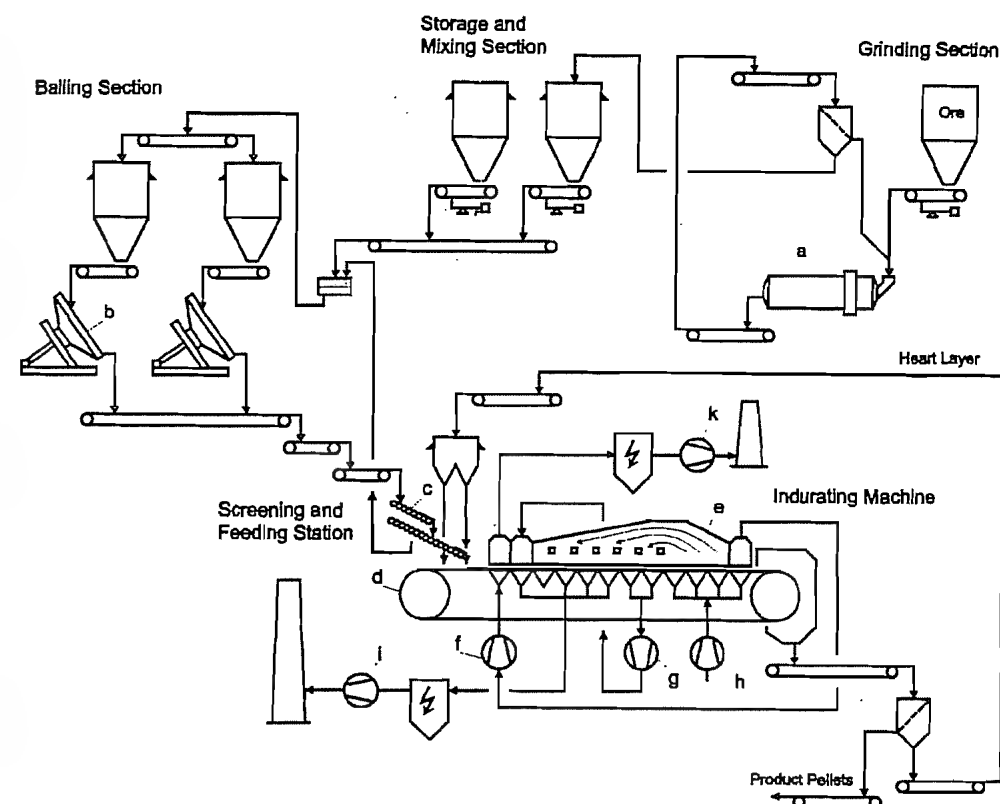 Storage and
Mixing Section
Grinding Section
Balling Section
Ore
a
b
Heart Layer
k
c
e
Indurating Machine
Screening and
Feeding Station
d
f
i
g
h
Product Pellets